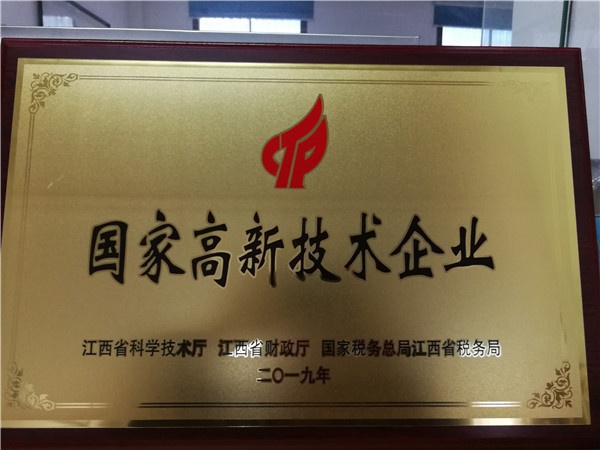 CTP
国家高新技术企业
江西省科学技术厅 江西省财政厅 国家税务总局江西省税务局
二〇一九年